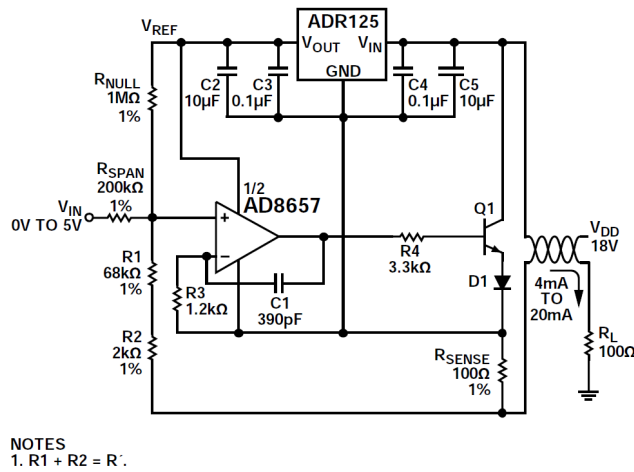 ADR125
VREF
VOUT VIN
GND
RNULL
1MΩ
1%
C2
10µF
C3
0.1µF
C4
0.1µF
C5
10µF
RSPAN
200kΩ
1%
VIN
0V TO 5V
1/2
AD8657
+
−
Q1
R4
3.3kΩ
VDD
18V
R1
68kΩ
1%
D1
4mA
TO
20mA
R3
1.2kΩ
C1
390pF
R2
2kΩ
1%
RSENSE
100Ω
1%
RL
100Ω
NOTES
1. R1 + R2 = R´.